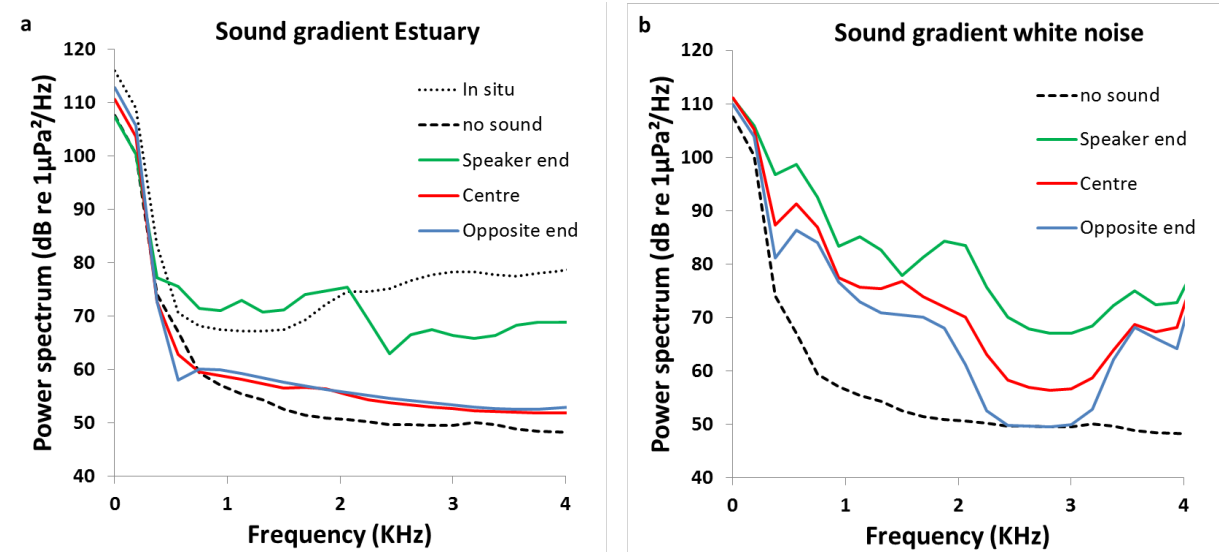 a
Sound gradient Estuary
Power spectrum (dB re 1µPa²/Hz)
120
110
100
90
80
70
60
50
40
In situ
no sound
Speaker end
Centre
Opposite end
0 1 2 3 4
Frequency (KHz)
b
Sound gradient white noise
Power spectrum (dB re 1µPa²/Hz)
120
110
100
90
80
70
60
50
40
no sound
Speaker end
Centre
Opposite end
0 1 2 3 4
Frequency (KHz)